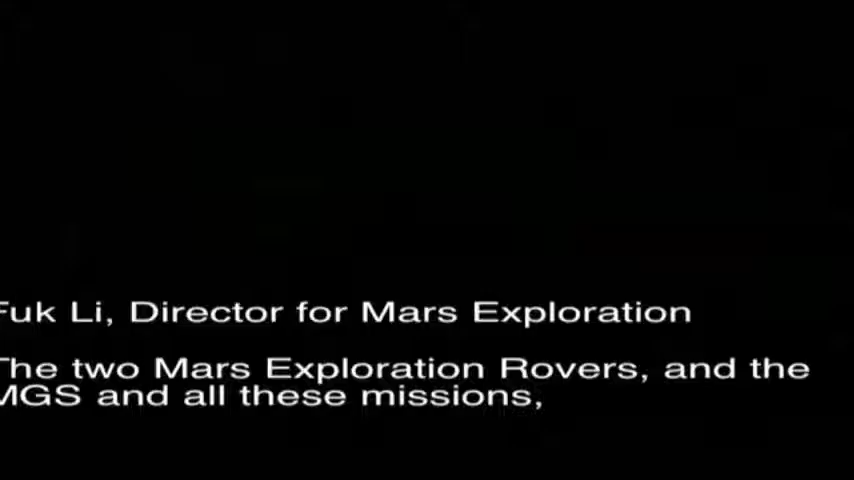 Fuk Li, Director for Mars Exploration
The two Mars Exploration Rovers, and the
MGS and all these missions,